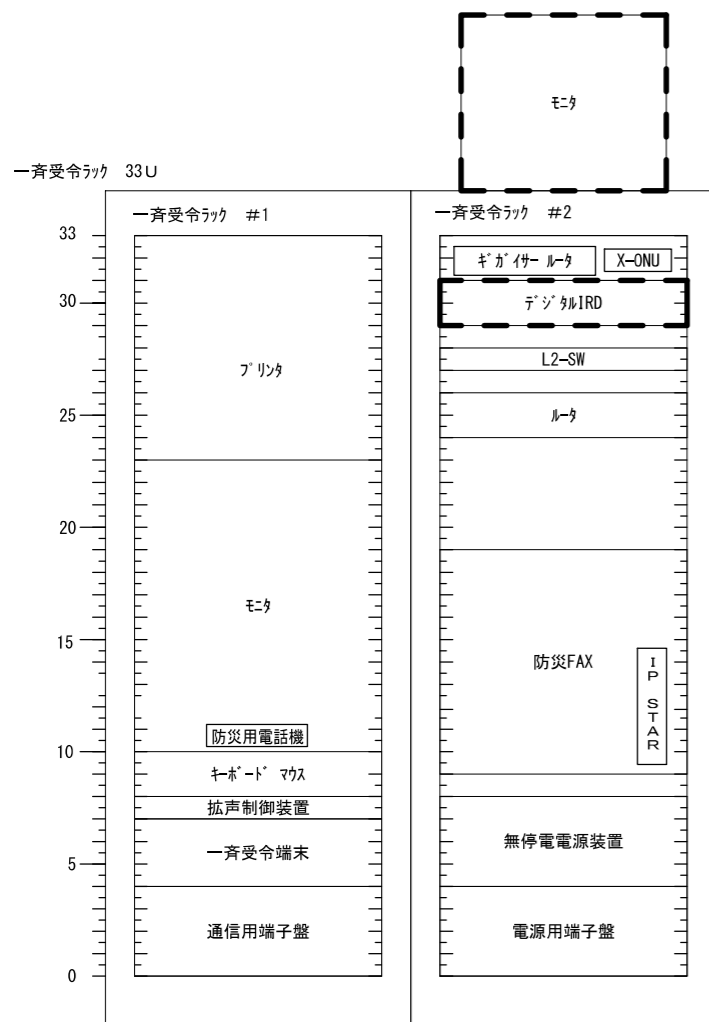 モニタ
一斉受令ラック　33U
一斉受令ラック　#1
一斉受令ラック　#2
33
30
25
20
15
10
5
0
プリンタ
モニタ
防災用電話機
キーボード マウス
拡声制御装置
一斉受令端末
通信用端子盤
ギガイサー ルータ
X-ONU
デジタルIRD
L2-SW
ルータ
防災FAX
IP STAR
無停電電源装置
電源用端子盤